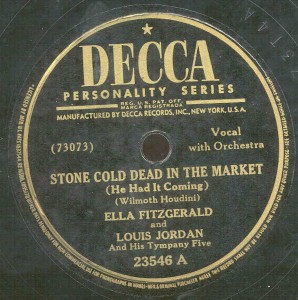 DECCA
PERSONALITY SERIES
REG. U.S. PAT. OFF.
MARCA REGISTRADA
MANUFACTURED BY DECCA RECORDS, INC., NEW YORK, U.S.A.
(73073)
Vocal
with Orchestra
STONE COLD DEAD IN THE MARKET
(He Had It Coming)
(Wilmoth Houdini)
ELLA FITZGERALD
and
LOUIS JORDAN
And His Tympany Five
23546 A